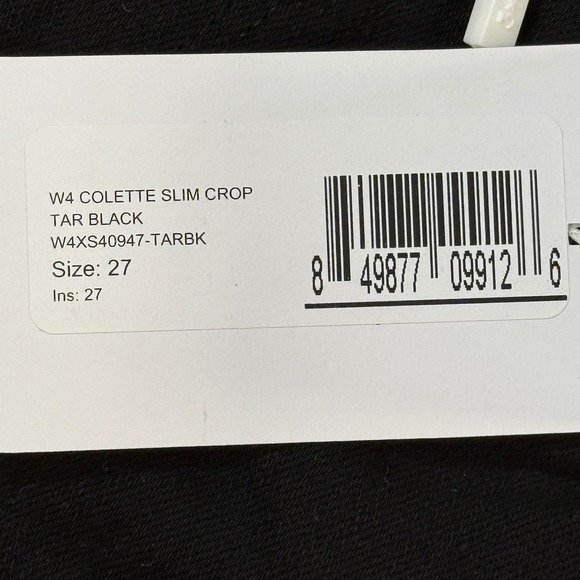 W4 COLETTE SLIM CROP
TAR BLACK
W4XS40947-TARBK
Size: 27
Ins: 27
8 49877 09912 6